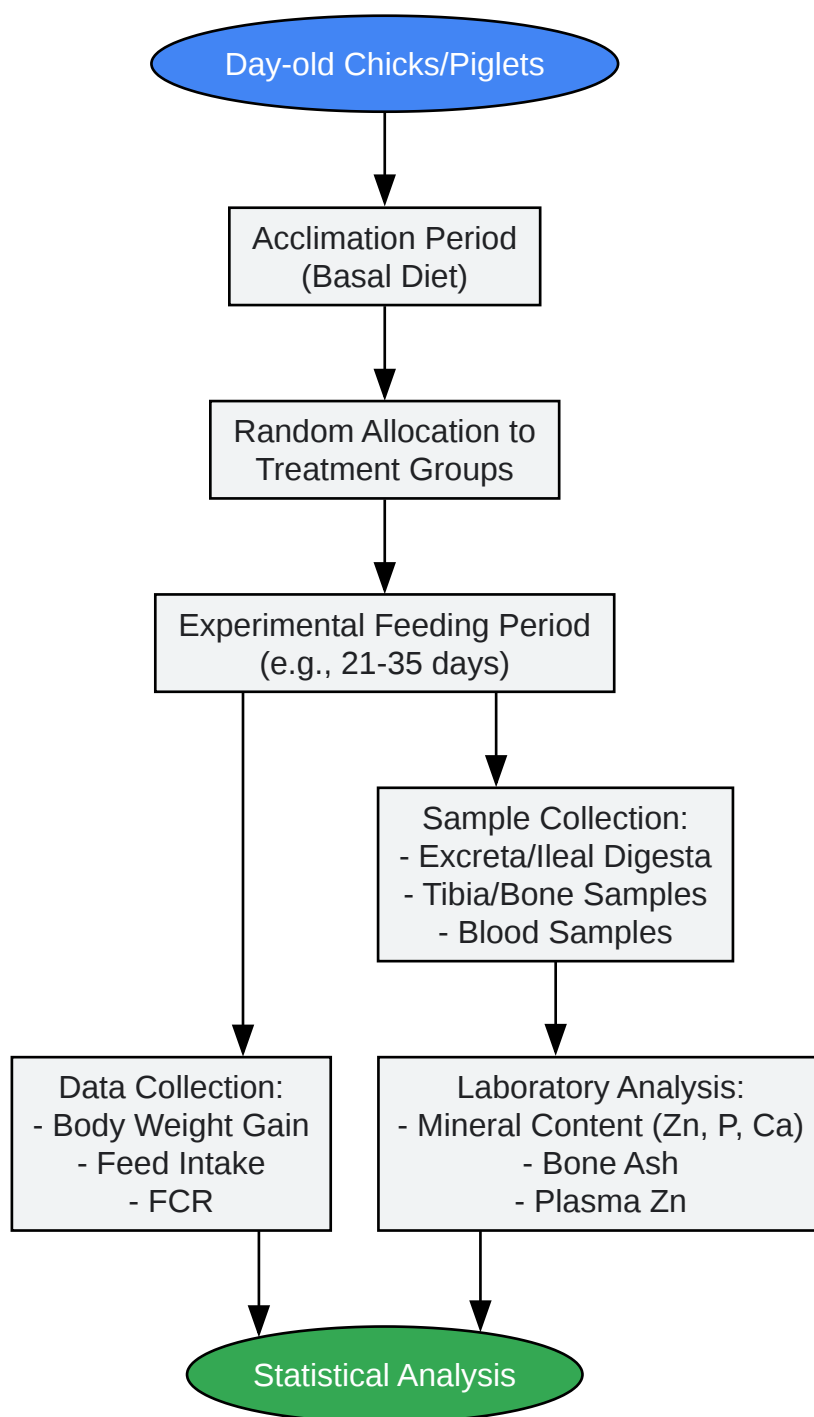 Day-old Chicks/Piglets
Acclimation Period
(Basal Diet)
Random Allocation to
Treatment Groups
Experimental Feeding Period
(e.g., 21-35 days)
Sample Collection:
- Excreta/Ileal Digesta
- Tibia/Bone Samples
- Blood Samples
Data Collection:
- Body Weight Gain
- Feed Intake
- FCR
Laboratory Analysis:
- Mineral Content (Zn, P, Ca)
- Bone Ash
- Plasma Zn
Statistical Analysis